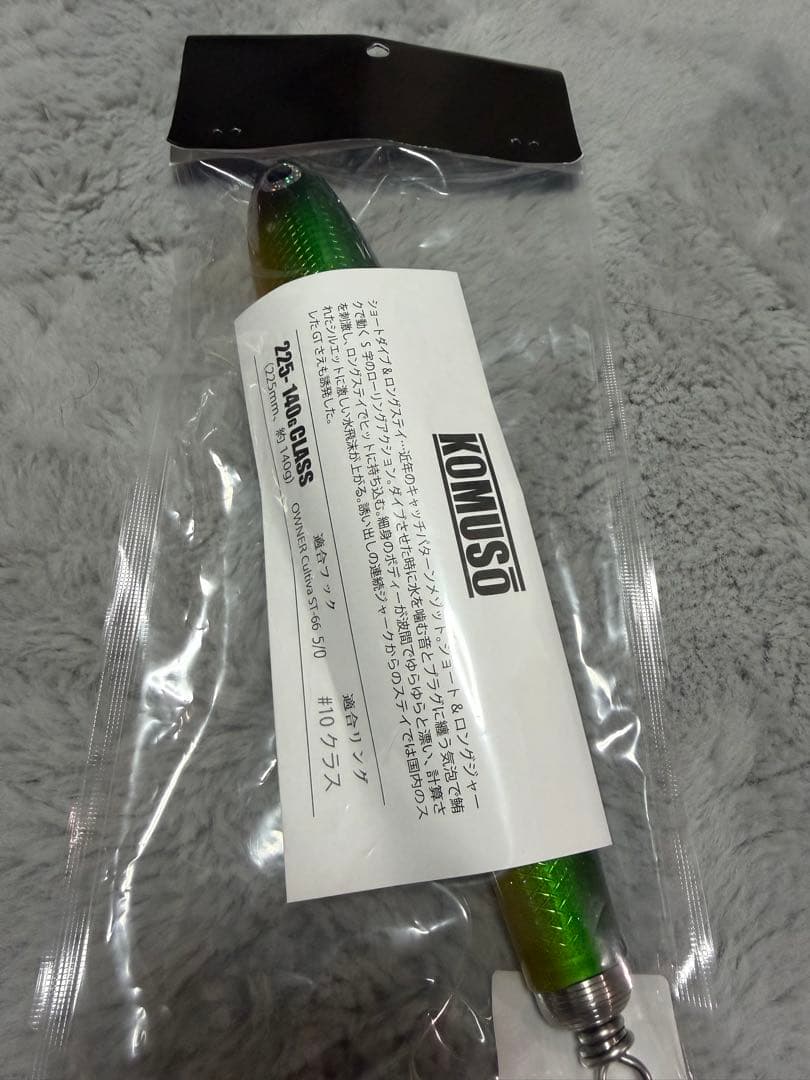 KOMUSŌ
ショートダイブ＆ロングステイ…近年のキャッチパターンメソット。ショート＆ロングジャー
クで動くS字のローリングアクション。ダイブさせた時に水を噛む音とプラグに纏う気泡で鮪
を刺激し、ロングステイでヒットに持ち込む。細身のボディーが波間でゆらゆらと漂い、計算さ
れたシルエットに激しい水飛沫が上がる。誘い出しの連続ジャークからのステイでは国内のス
したGTさえも誘発した。
225-140g CLASS
（225mm、約140g）
適合フック
OWNER Cultiva ST-66 5/0
適合リング
#10 クラス